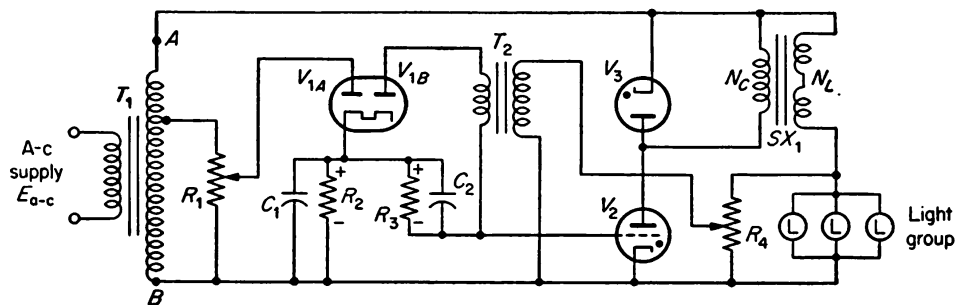 A
T1
A-c
supply
Ea-c
B
R1
V1A
V1B
C1
+
R2
-
+
R3
-
C2
T2
V3
V2
NC
NL.
SX1
R4
L
L
L
Light
group